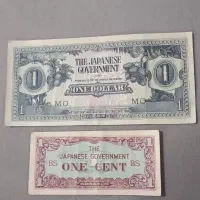 THE JAPANESE
GOVERNMENT
1 1
ONE DOLLAR
MO MO
1 1
THE
JAPANESE GOVERNMENT
BS BS
ONE CENT